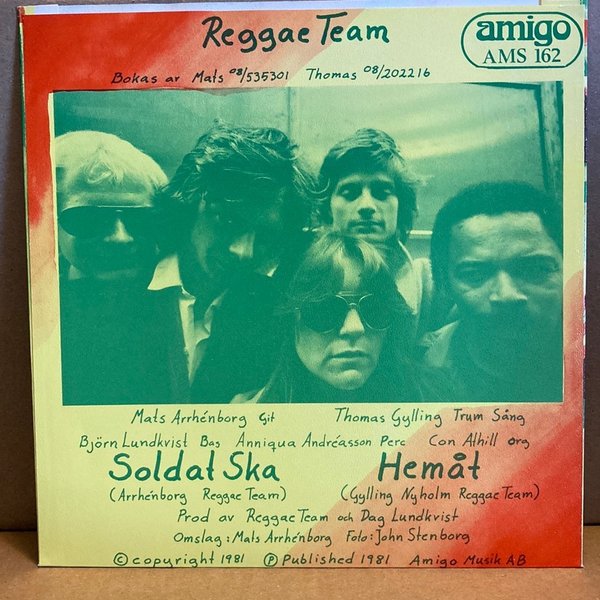 Reggae Team
amigo
AMS 162
Bokas av Mats 08/535301 Thomas 08/202216
Mats Arrhénborg Git Thomas Gylling Trum Sång
Björn Lundkvist Bas Anniqua Andréasson Perc Con Alhill Org
Soldat Ska Hemåt
(Arrhénborg Reggae Team) (Gylling Nyholm Reggae Team)
Prod av Reggae Team och Dag Lundkvist
Omslag: Mats Arrhénborg Foto: John Stenborg
© copyright 1981 ℗ Published 1981 Amigo Musik AB